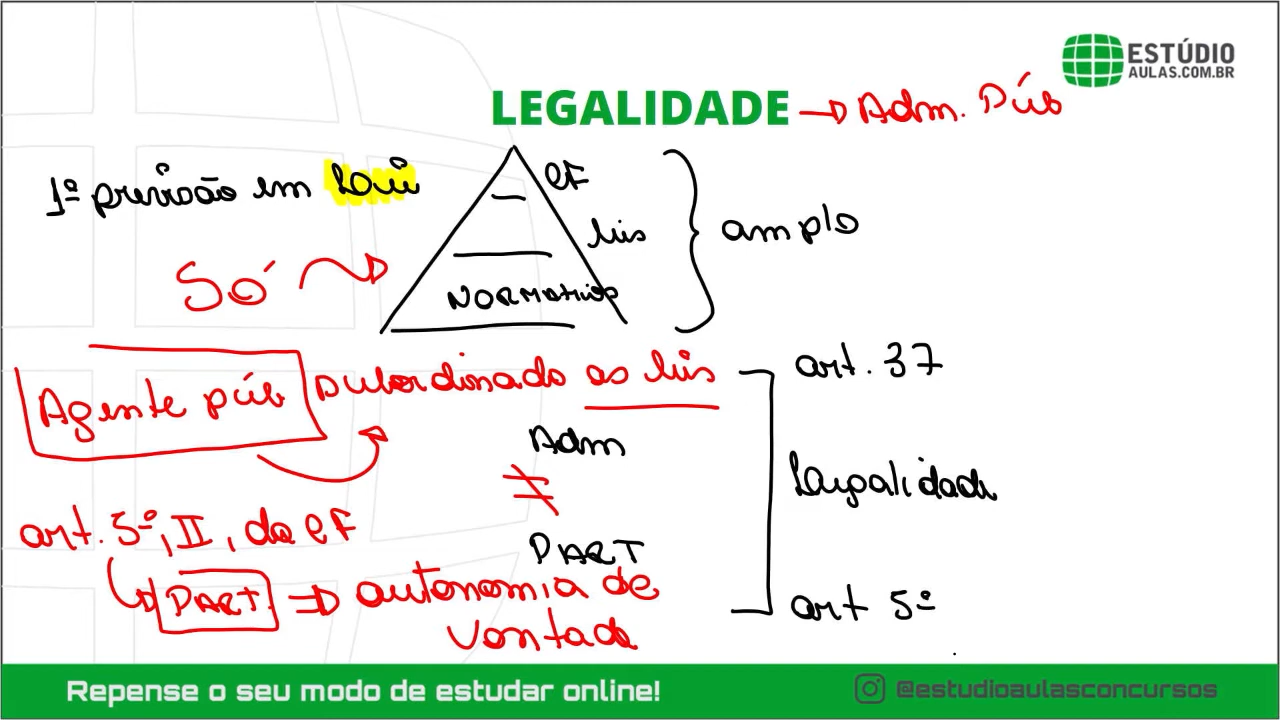 ESTÚDIO
AULAS.COM.BR
LEGALIDADE → Adm. Púb
1º previsão em Lei
CF
leis
NORMATIVOS
} amplo
Só
Agente púb subordinado as leis
art. 37
Adm
≠
PART
Legalidade
art. 5º, II, da CF
PART. ⇒ autonomia de
vontade
art 5º
Repense o seu modo de estudar online!
@estudioaulasconcursos